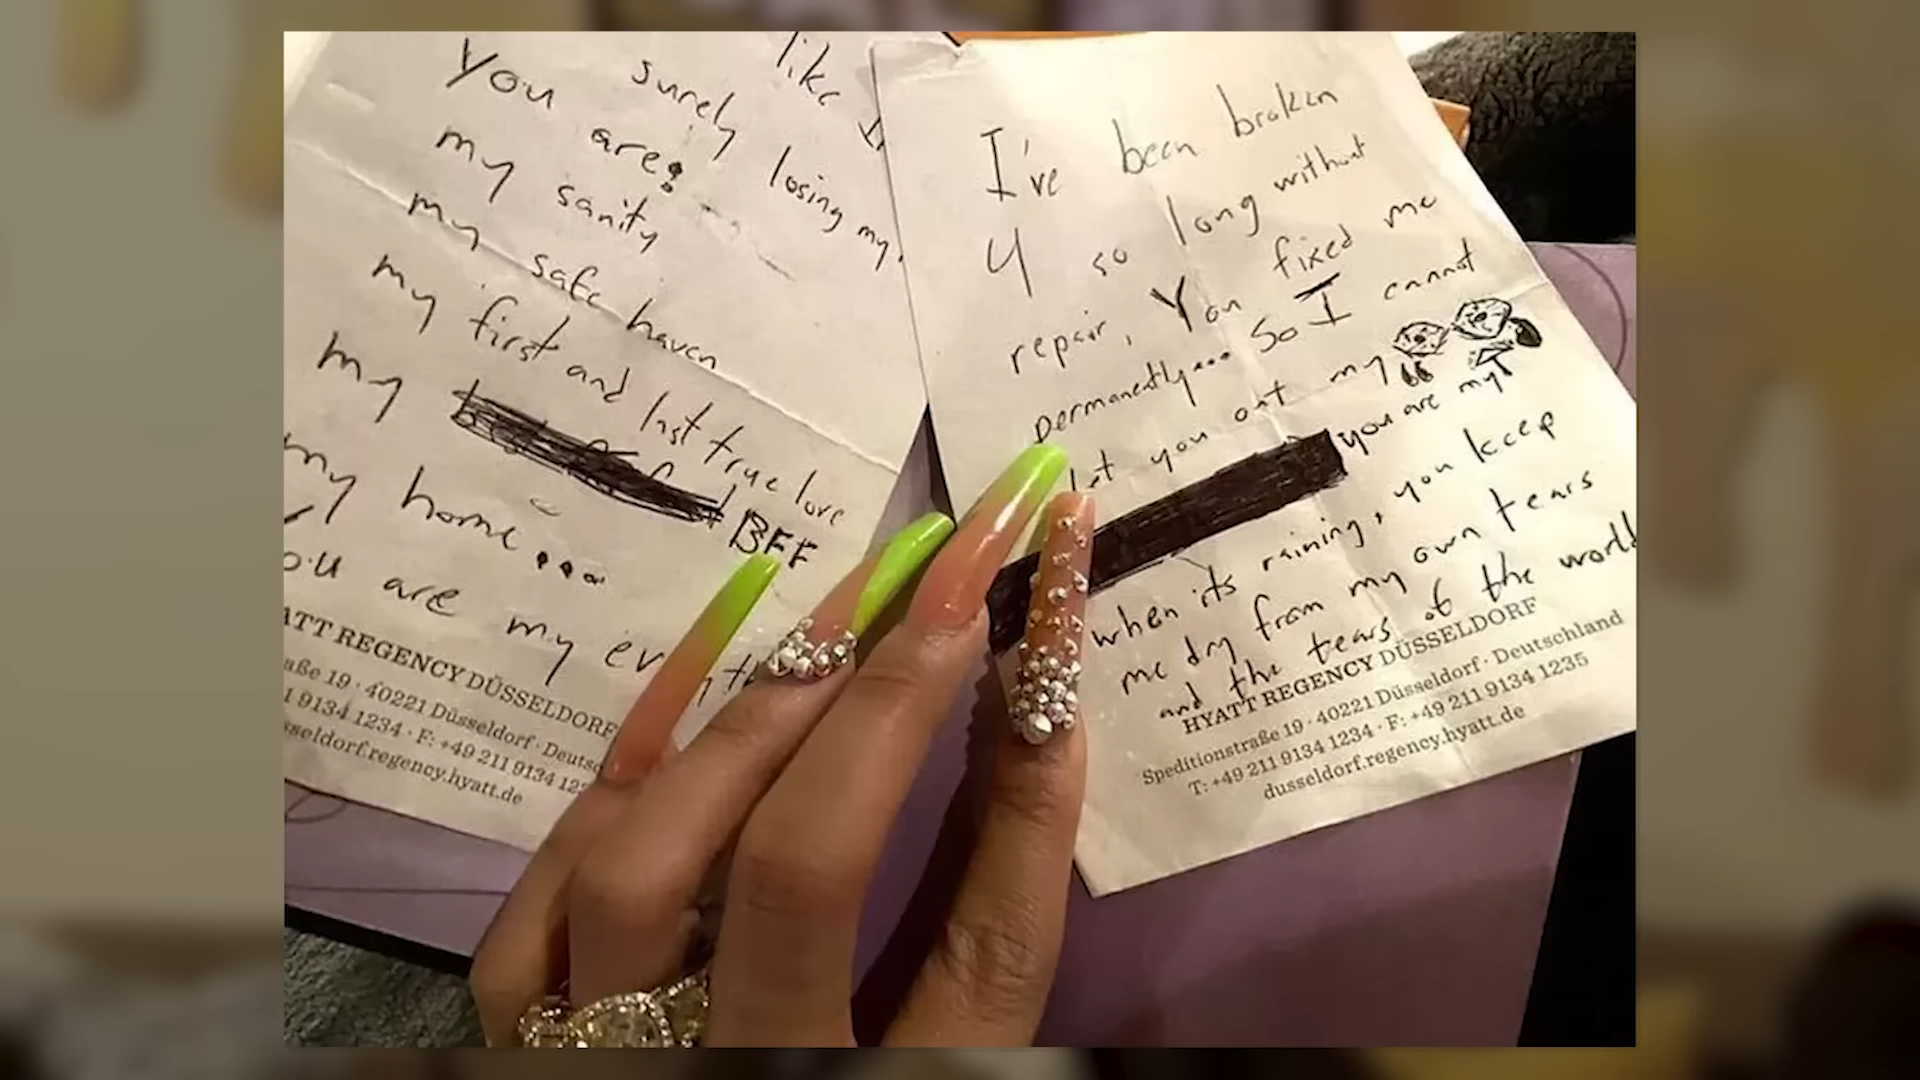 like
surely losing my
You are:
my sanity
my safe haven
my first and last true love
my BFF
my home...
ou are my ev
ATT REGENCY DÜSSELDORF
aße 19 · 40221 Düsseldorf · Deutsc
1 9134 1234 · F: +49 211 9134 12
sseldorf.regency.hyatt.de
I've been broken
4 so long without
repair, You fixed me
permanently... So I cannot
let you out my
you are my
when its raining, you keep
me dry from my own tears
and the tears of the world
HYATT REGENCY DÜSSELDORF
Speditionstraße 19 · 40221 Düsseldorf · Deutschland
T: +49 211 9134 1234 · F: +49 211 9134 1235
dusseldorf.regency.hyatt.de